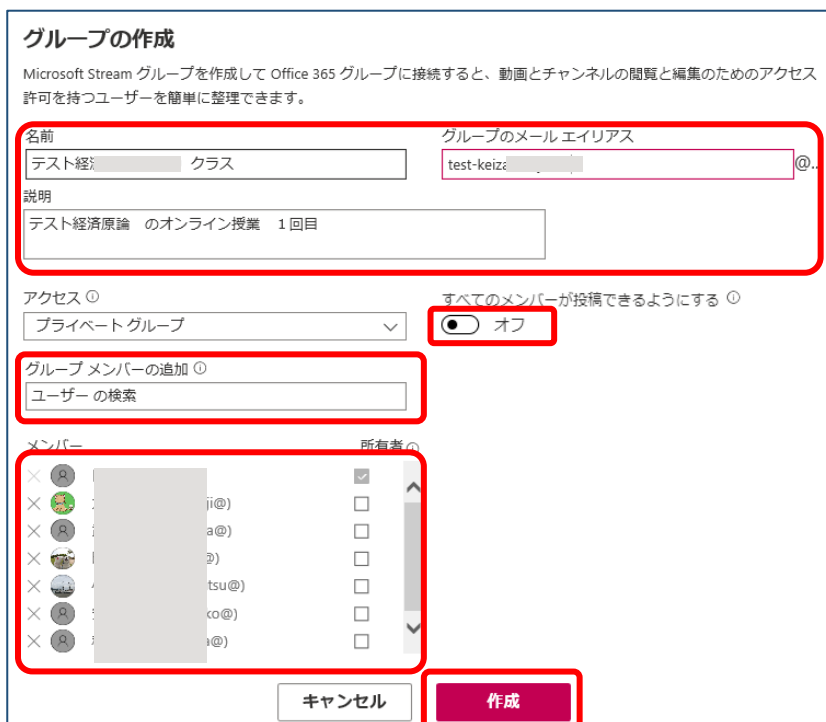 グループの作成
Microsoft Stream グループを作成して Office 365 グループに接続すると、動画とチャンネルの閲覧と編集のためのアクセス
許可を持つユーザーを簡単に整理できます。
名前 グループのメール エイリアス
テスト経 クラス test-keiza @..
説明
テスト経済原論 のオンライン授業 1回目
アクセス すべてのメンバーが投稿できるようにする
プライベート グループ オフ
グループ メンバーの追加
ユーザー の検索
メンバー 所有者
ji@)
a@)
@)
tsu@)
ko@)
a@)
キャンセル 作成